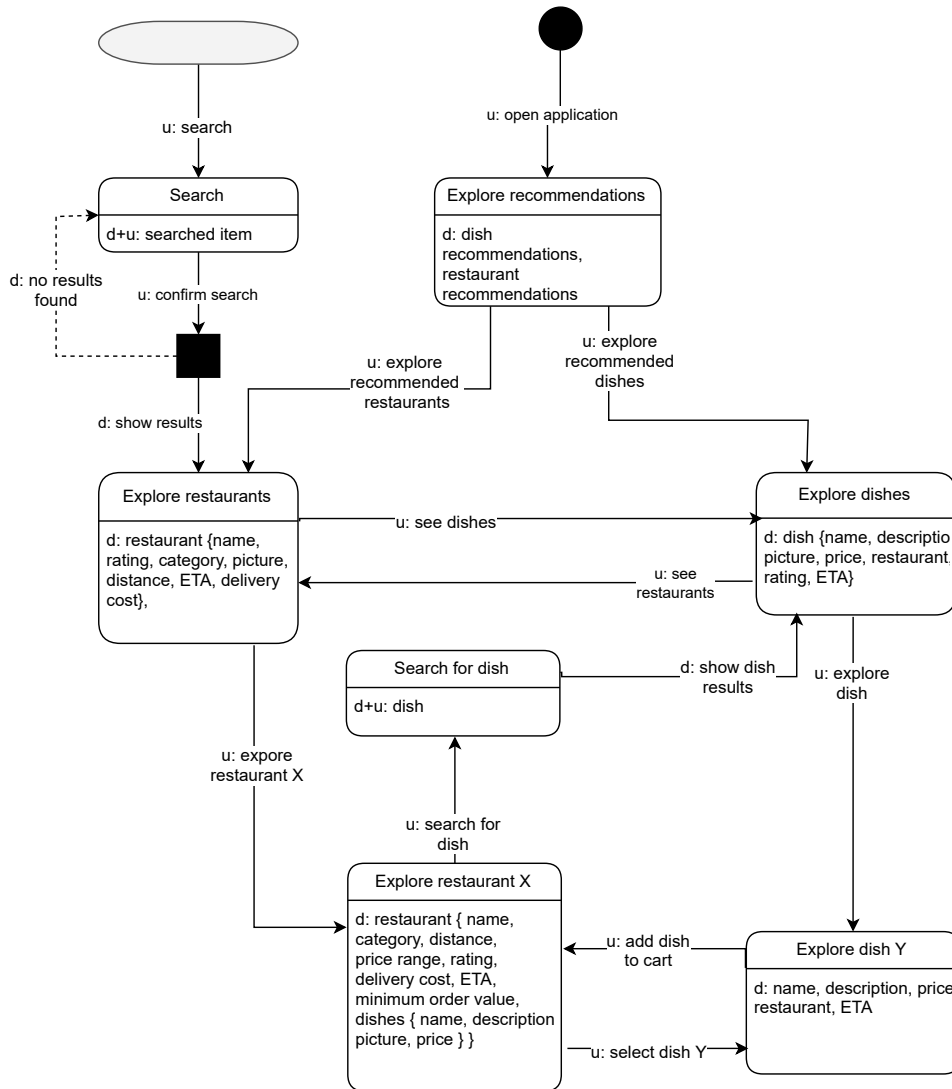 u: search
u: open application
Search
d+u: searched item
Explore recommendations
d: dish
recommendations,
restaurant
recommendations
d: no results
found
u: confirm search
u: explore
recommended
restaurants
u: explore
recommended
dishes
d: show results
Explore restaurants
d: restaurant {name,
rating, category, picture,
distance, ETA, delivery
cost},
u: see dishes
u: see
restaurants
Explore dishes
d: dish {name, descriptio
picture, price, restaurant,
rating, ETA}
Search for dish
d+u: dish
d: show dish
results
u: explore
dish
u: expore
restaurant X
u: search for
dish
Explore restaurant X
d: restaurant { name,
category, distance,
price range, rating,
delivery cost, ETA,
minimum order value,
dishes { name, description
picture, price } }
u: add dish
to cart
u: select dish Y
Explore dish Y
d: name, description, price
restaurant, ETA